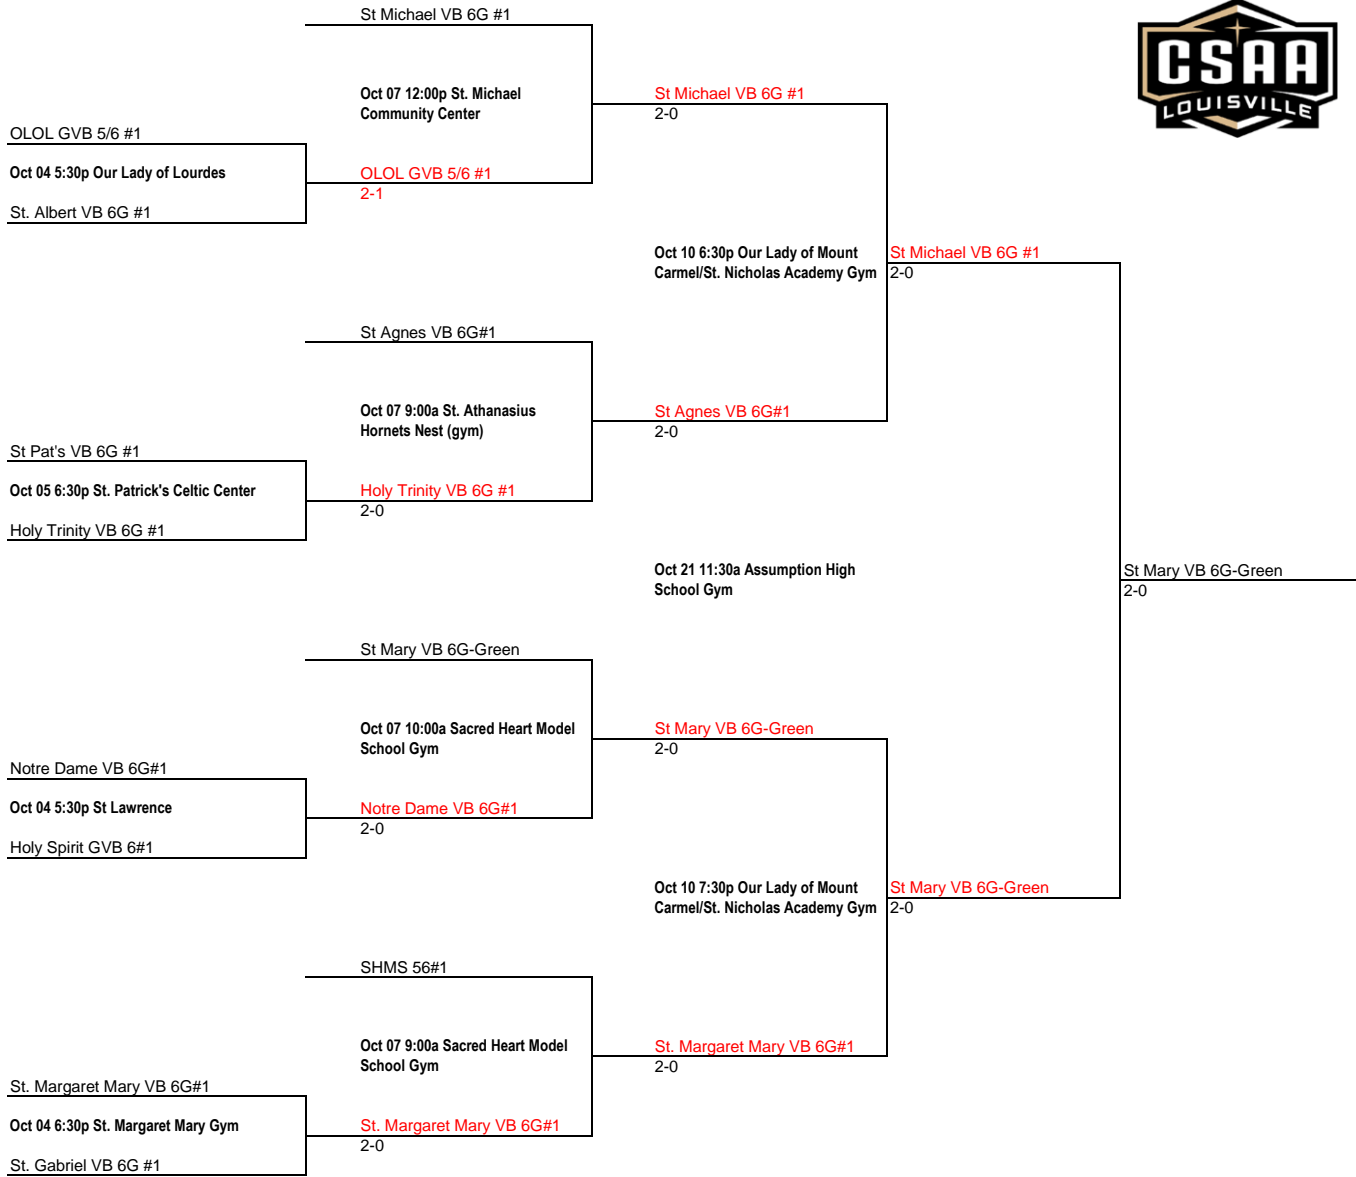 St Michael VB 6G #1
CSAA
LOUISVILLE
Oct 07 12:00p St. Michael
Community Center
St Michael VB 6G #1
2-0
OLOL GVB 5/6 #1
Oct 04 5:30p Our Lady of Lourdes
OLOL GVB 5/6 #1
2-1
St. Albert VB 6G #1
Oct 10 6:30p Our Lady of Mount
Carmel/St. Nicholas Academy Gym
St Michael VB 6G #1
2-0
St Agnes VB 6G#1
Oct 07 9:00a St. Athanasius
Hornets Nest (gym)
St Agnes VB 6G#1
2-0
St Pat's VB 6G #1
Oct 05 6:30p St. Patrick's Celtic Center
Holy Trinity VB 6G #1
2-0
Holy Trinity VB 6G #1
Oct 21 11:30a Assumption High
School Gym
St Mary VB 6G-Green
2-0
St Mary VB 6G-Green
Oct 07 10:00a Sacred Heart Model
School Gym
St Mary VB 6G-Green
2-0
Notre Dame VB 6G#1
Oct 04 5:30p St Lawrence
Notre Dame VB 6G#1
2-0
Holy Spirit GVB 6#1
Oct 10 7:30p Our Lady of Mount
Carmel/St. Nicholas Academy Gym
St Mary VB 6G-Green
2-0
SHMS 56#1
Oct 07 9:00a Sacred Heart Model
School Gym
St. Margaret Mary VB 6G#1
2-0
St. Margaret Mary VB 6G#1
Oct 04 6:30p St. Margaret Mary Gym
St. Margaret Mary VB 6G#1
2-0
St. Gabriel VB 6G #1